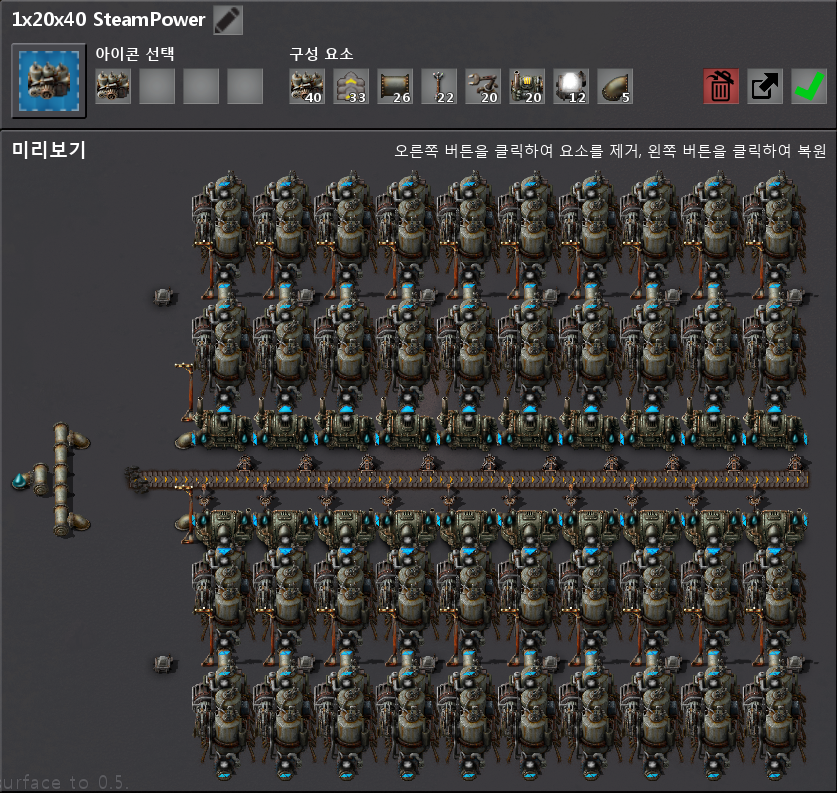 1x20x40 SteamPower
아이콘 선택
구성 요소
40 33 26 22 20 20 12 5
미리보기
오른쪽 버튼을 클릭하여 요소를 제거, 왼쪽 버튼을 클릭하여 복원
urface to 0.5.